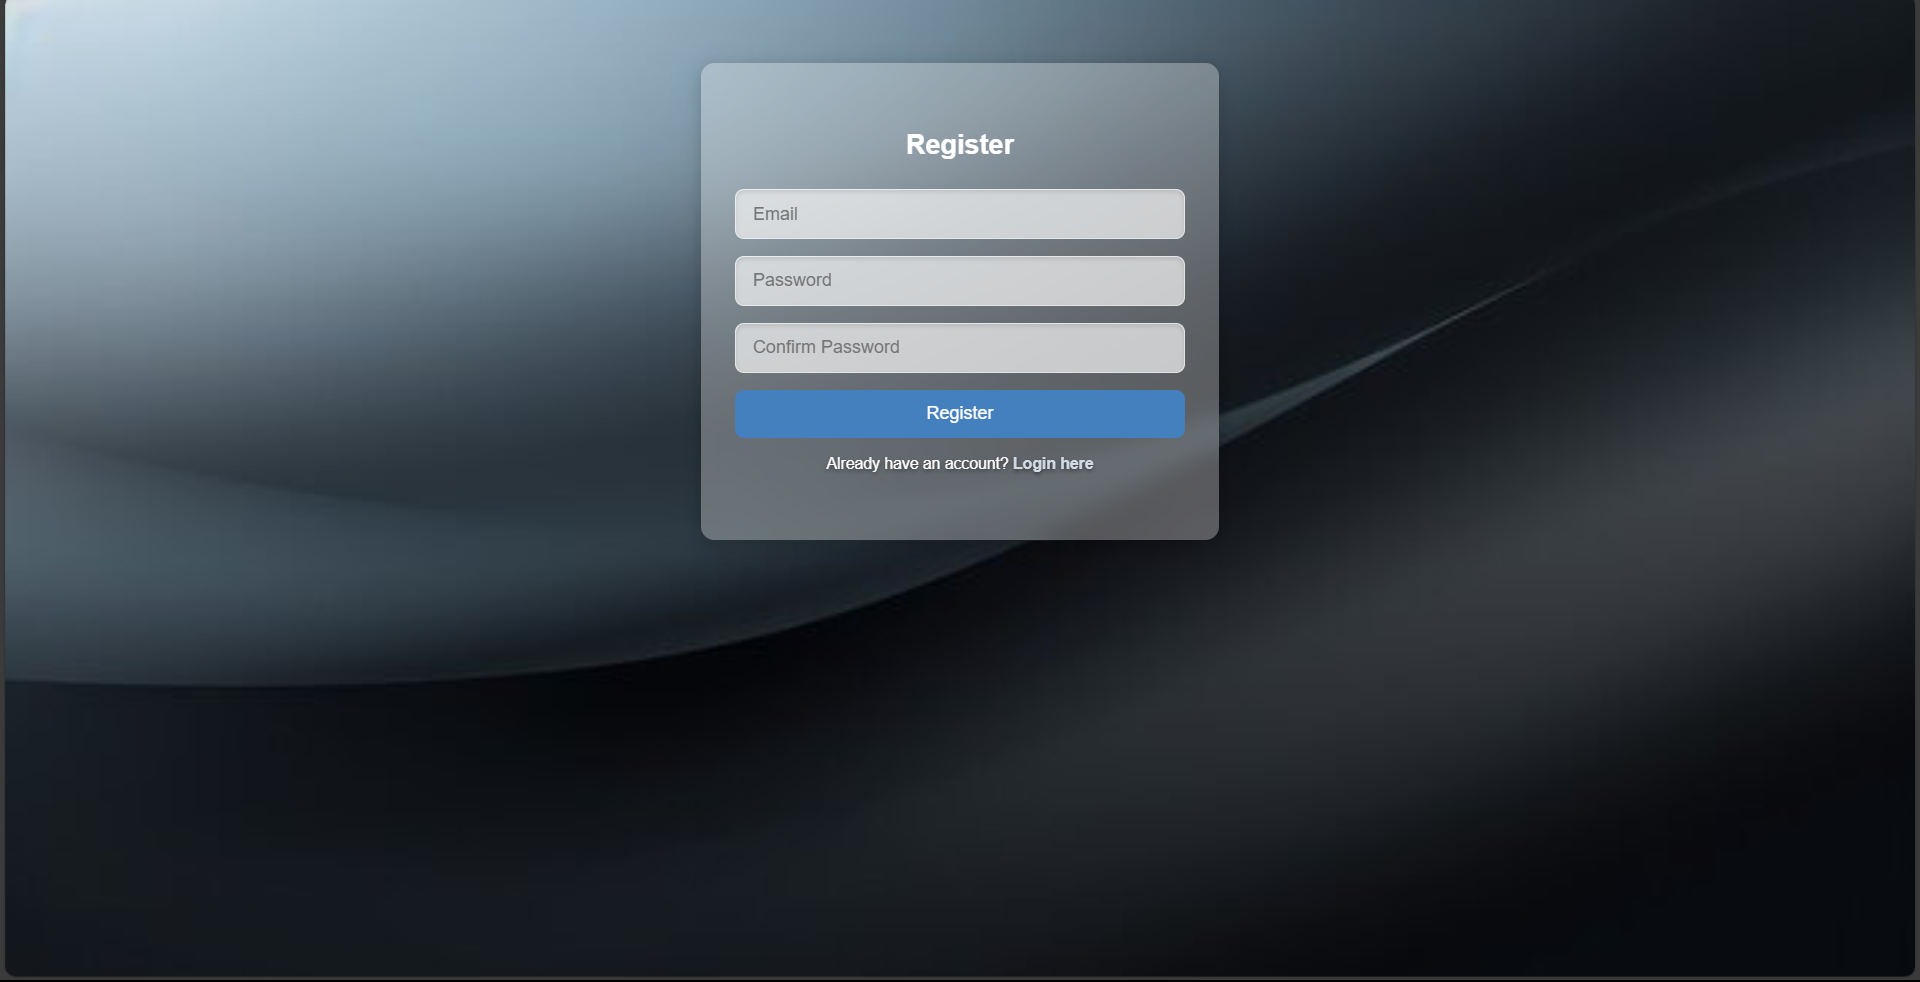 Register
Email
Password
Confirm Password
Register
Already have an account? Login here